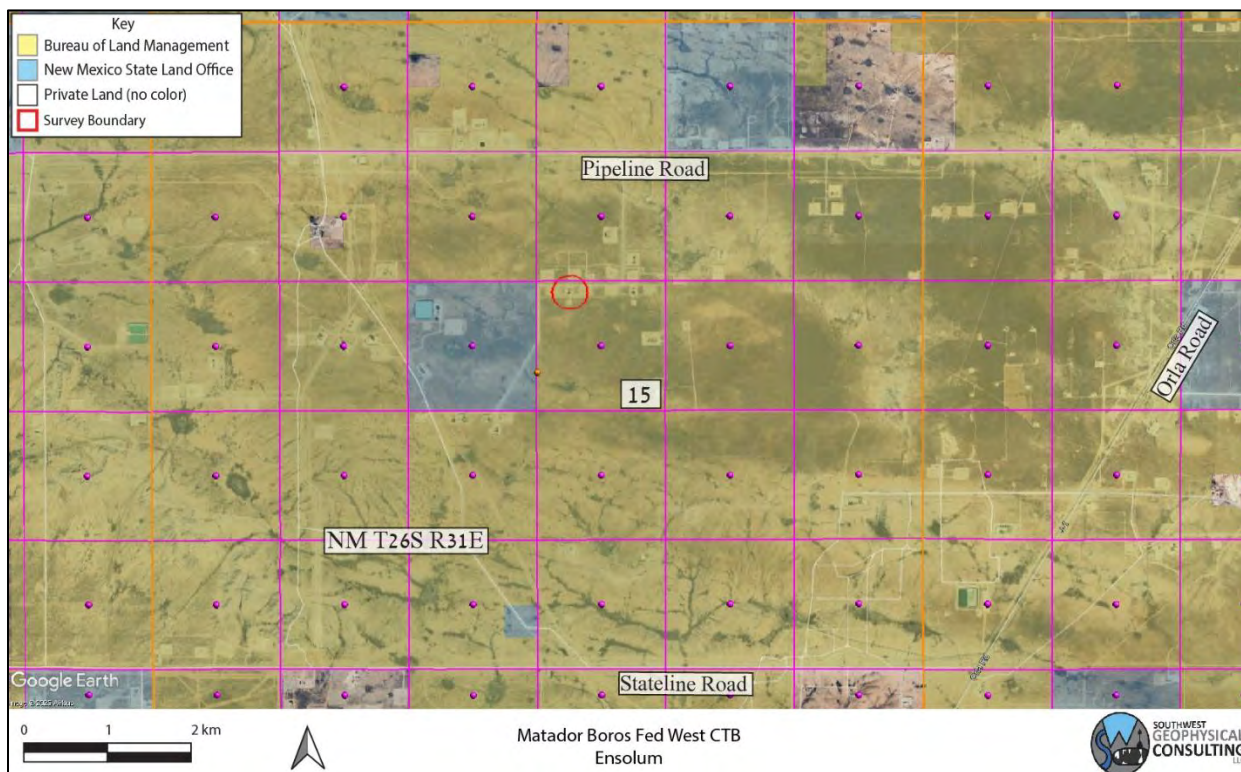 Key
Bureau of Land Management
New Mexico State Land Office
Private Land (no color)
Survey Boundary
Pipeline Road
Orla Road
15
NM T26S R31E
Stateline Road
Google Earth
0 1 2 km
Matador Boros Fed West CTB
Ensolum
SOUTHWEST
GEOPHYSICAL
CONSULTING
LLC